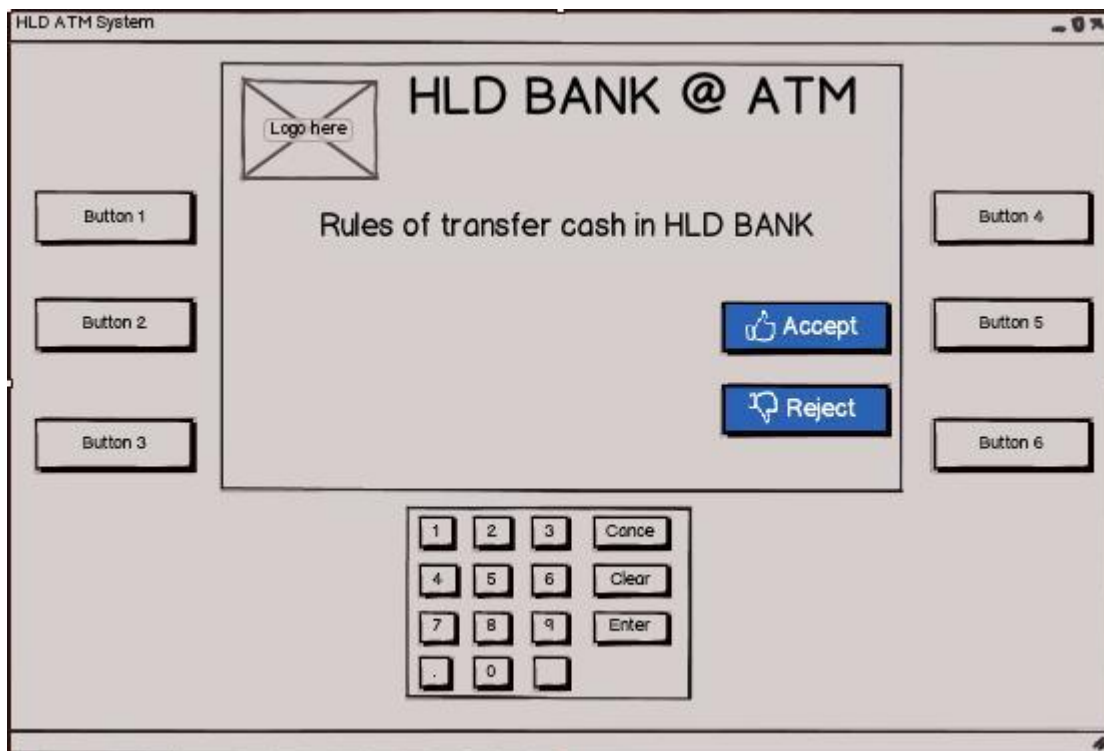 HLD ATM System
HLD BANK @ ATM
Logo here
Button 1
Rules of transfer cash in HLD BANK
Button 4
Button 2
Accept
Button 5
Reject
Button 3
Button 6
1 2 3 Cance
4 5 6 Clear
7 8 9 Enter
. 0